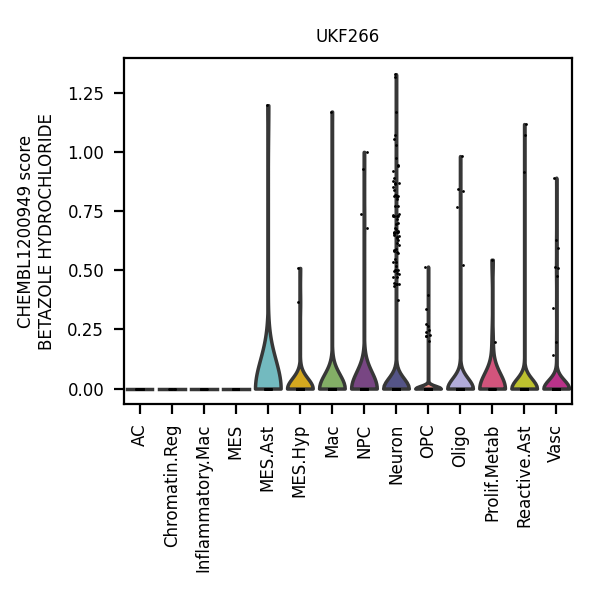 UKF266
CHEMBL1200949 score
BETAZOLE HYDROCHLORIDE
1.25
1.00
0.75
0.50
0.25
0.00
AC
Chromatin.Reg
Inflammatory.Mac
MES
MES.Ast
MES.Hyp
Mac
NPC
Neuron
OPC
Oligo
Prolif.Metab
Reactive.Ast
Vasc